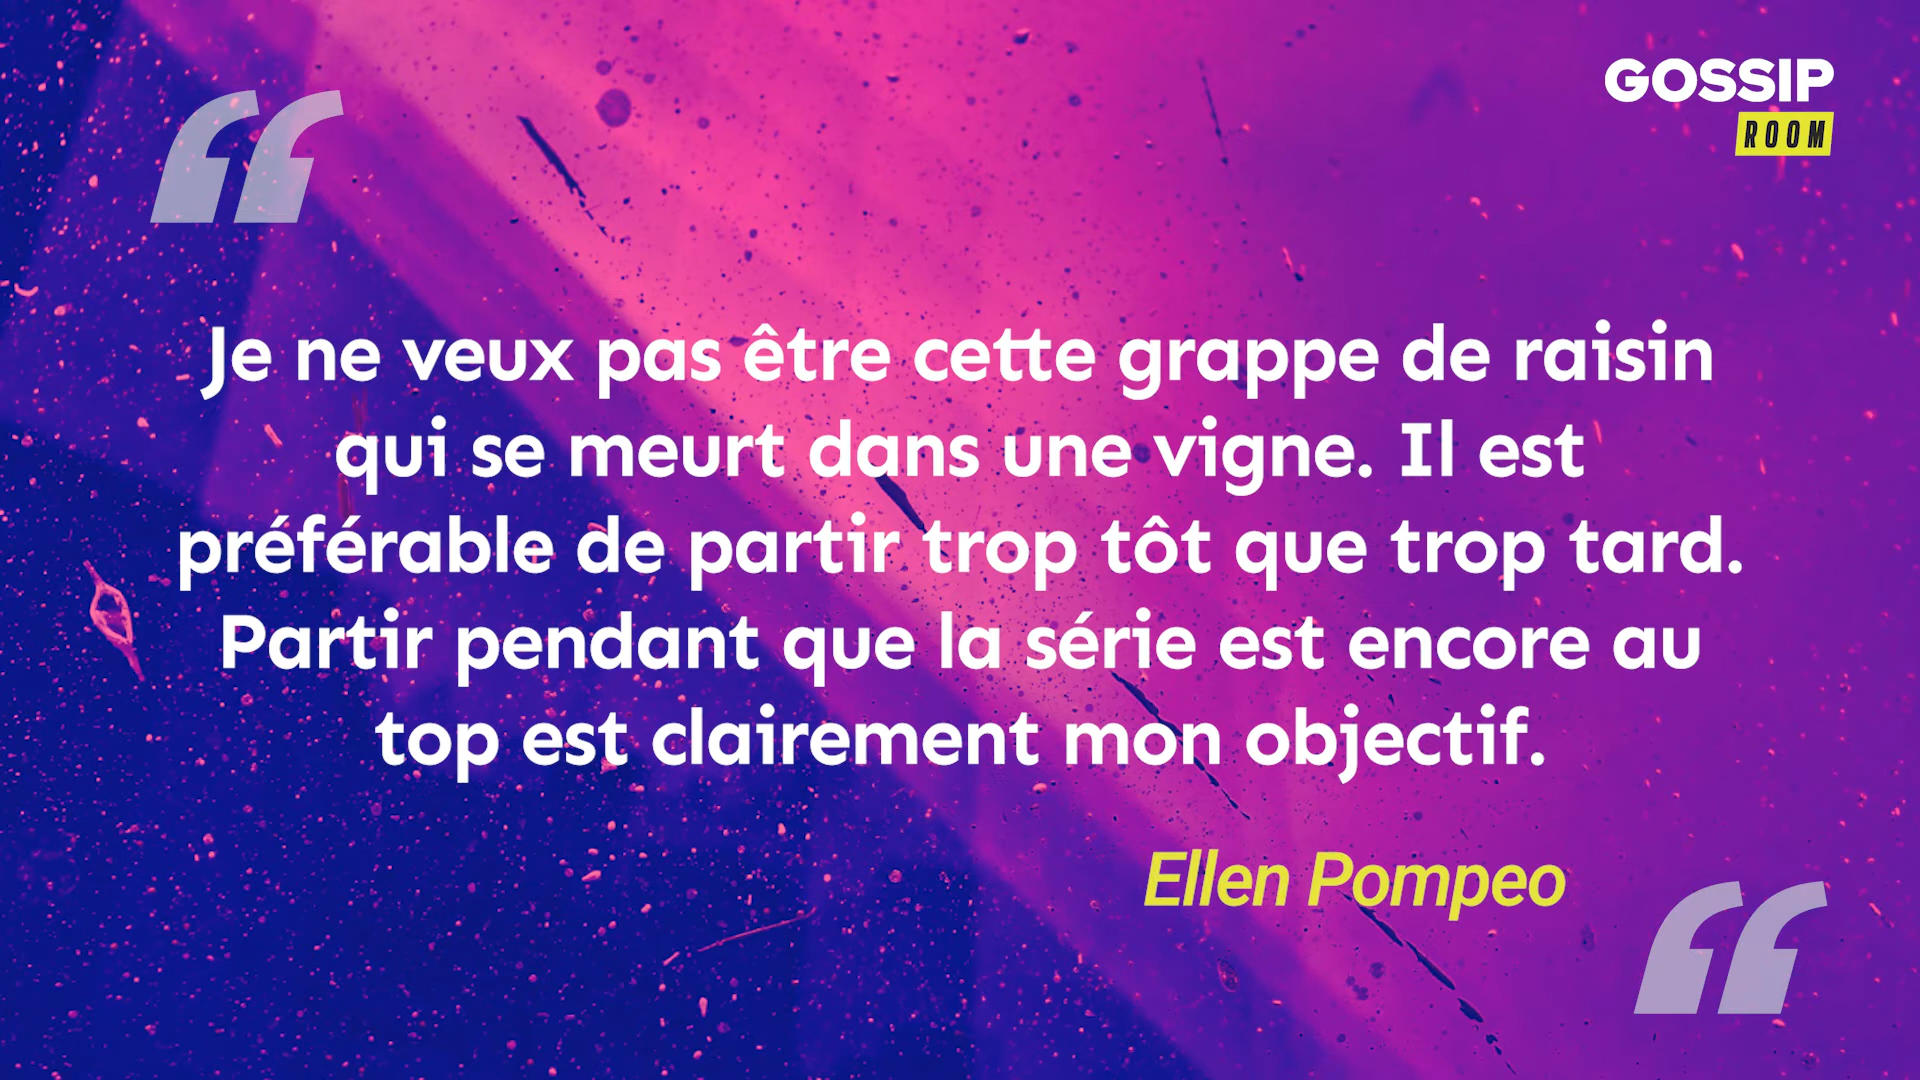 GOSSIP
ROOM
“
Je ne veux pas être cette grappe de raisin
qui se meurt dans une vigne. Il est
préférable de partir trop tôt que trop tard.
Partir pendant que la série est encore au
top est clairement mon objectif.
Ellen Pompeo
“